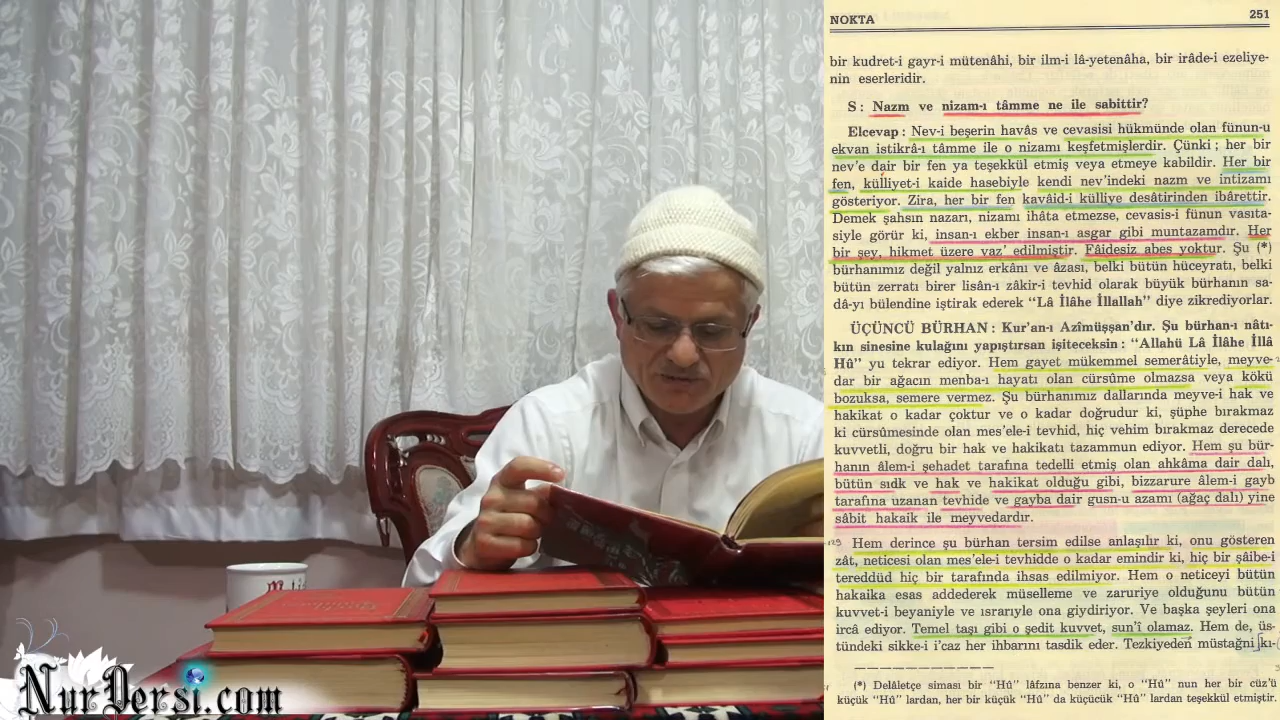 NOKTA
251
bir kudret-i gayr-i mütenâhi, bir ilm-i lâ-yetenâha, bir irâde-i ezeliye-
nin eserleridir.
S: Nazm ve nizam-ı tâmme ne ile sabittir?
Elcevap: Nev-i beşerin havâs ve cevasisi hükmünde olan fünun-u
ekvan istikrâ-ı tâmme ile o nizamı keşfetmişlerdir. Çünki; her bir
nev'e dair bir fen ya teşekkül etmiş veya etmeye kabildir. Her bir
fen, külliyet-i kaide hasebiyle kendi nev'indeki nazm ve intizamı
gösteriyor. Zira, her bir fen kavâid-i külliye desâtirinden ibârettir.
Demek şahsın nazarı, nizamı ihâta etmezse, cevasis-i fünun vasıta-
siyle görür ki, insan-ı ekber insan-ı asgar gibi muntazamdır. Her
bir şey, hikmet üzere vaz' edilmiştir. Fâidesiz abes yoktur. Şu (*)
bürhanımız değil yalnız erkânı ve âzası, belki bütün hüceyratı, belki
bütün zerratı birer lisân-ı zâkir-i tevhid olarak büyük bürhanın sa-
dâ-yı bülendine iştirak ederek "Lâ İlâhe İllallah" diye zikrediyorlar.
ÜÇÜNCÜ BÜRHAN: Kur'an-ı Azîmüşşan'dır. Şu bürhan-ı nâtı-
kın sinesine kulağını yapıştırsan işiteceksin: "Allahü Lâ İlâhe İllâ
Hû" yu tekrar ediyor. Hem gayet mükemmel semerâtiyle, meyve-
dar bir ağacın menba-ı hayatı olan cürsûme olmazsa veya kökü
bozuksa, semere vermez. Şu bürhanımız dallarında meyve-i hak ve
hakikat o kadar çoktur ve o kadar doğrudur ki, şüphe bırakmaz
ki cürsûmesinde olan mes'ele-i tevhid, hiç vehim bırakmaz derecede
kuvvetli, doğru bir hak ve hakikatı tazammun ediyor. Hem şu bür-
hanın âlem-i şehadet tarafına tedelli etmiş olan ahkâma dair dalı,
bütün sıdk ve hak ve hakikat olduğu gibi, bizzarure âlem-i gayb
tarafına uzanan tevhide ve gayba dair gusn-u azamı (ağaç dalı) yine
sâbit hakaik ile meyvedardır.
Hem derince şu bürhan tersim edilse anlaşılır ki, onu gösteren
zât, neticesi olan mes'ele-i tevhidde o kadar emindir ki, hiç bir şâibe-i
tereddüd hiç bir tarafında ihsas edilmiyor. Hem o neticeyi bütün
hakaika esas addederek müselleme ve zaruriye olduğunu bütün
kuvvet-i beyaniyle ve ısrarıyle ona giydiriyor. Ve başka şeyleri ona
ircâ ediyor. Temel taşı gibi o şedit kuvvet, sun'î olamaz. Hem de, üs-
tündeki sikke-i i'caz her ihbarını tasdik eder. Tezkiyeden müstağni kı-
(*) Delâletçe siması bir "Hû" lâfzına benzer ki, o "Hû" nun her bir cüz'ü
küçük "Hû" lardan, her bir küçük "Hû" da küçücük "Hû" lardan teşekkül etmiştir.
NurDersi.com